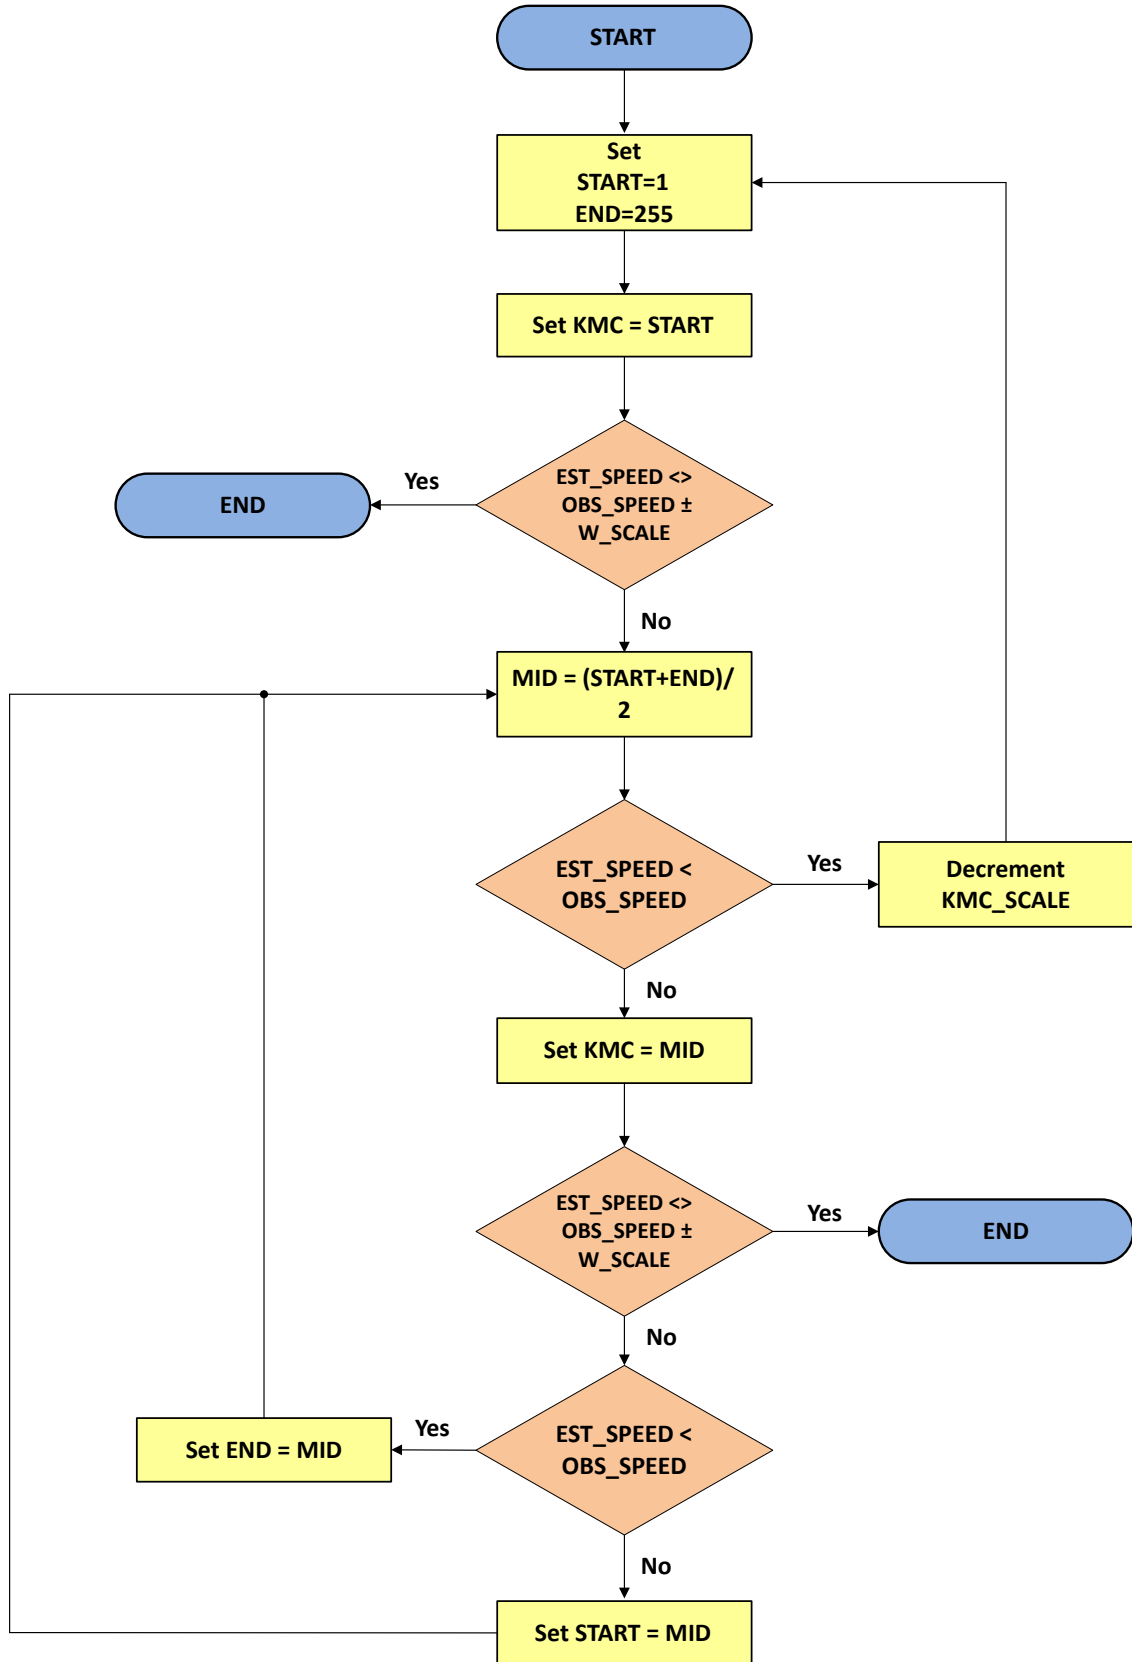 START
Set
START=1
END=255
Set KMC = START
EST_SPEED <>
OBS_SPEED ±
W_SCALE
Yes
END
No
MID = (START+END)/
2
EST_SPEED <
OBS_SPEED
Yes
Decrement
KMC_SCALE
No
Set KMC = MID
EST_SPEED <>
OBS_SPEED ±
W_SCALE
Yes
END
No
EST_SPEED <
OBS_SPEED
Yes
Set END = MID
No
Set START = MID